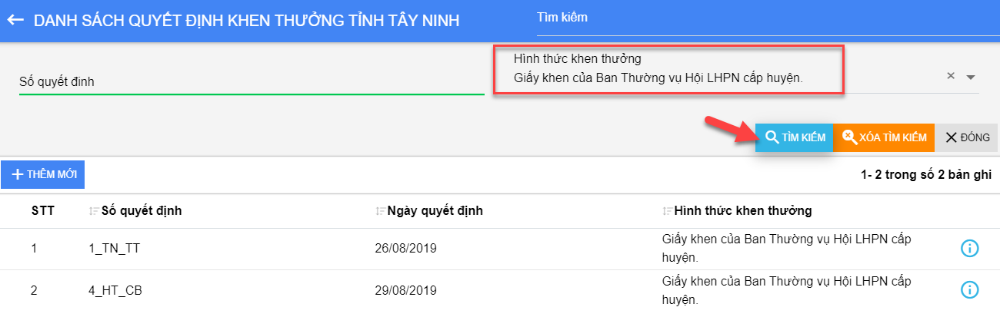 DANH SÁCH QUYẾT ĐỊNH KHEN THƯỞNG TỈNH TÂY NINH
Tìm kiếm
Hình thức khen thưởng
Số quyết định
Giấy khen của Ban Thường vụ Hội LHPN cấp huyện.
TÌM KIẾM XÓA TÌM KIẾM ĐÓNG
THÊM MỚI
1- 2 trong số 2 bản ghi
STT Số quyết định Ngày quyết định Hình thức khen thưởng
1 1_TN_TT 26/08/2019 Giấy khen của Ban Thường vụ Hội LHPN cấp
huyện.
2 4_HT_CB 29/08/2019 Giấy khen của Ban Thường vụ Hội LHPN cấp
huyện.